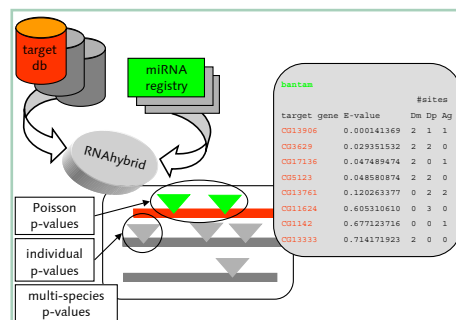 target
db
miRNA
registry
RNAhybrid
Poisson
p-values
individual
p-values
multi-species
p-values
bantam
#sites
target gene E-value Dm Dp Ag
CG13906 0.000141369 2 1 1
CG3629 0.029351532 2 2 0
CG17136 0.047489474 2 0 1
CG5123 0.048580874 2 2 0
CG13761 0.120263377 0 2 2
CG11624 0.605310610 0 3 0
CG1142 0.677123716 0 0 1
CG13333 0.714171923 2 0 0